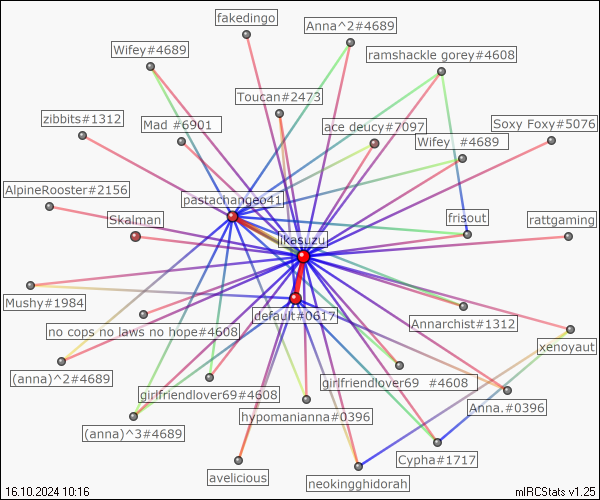 fakedingo
Anna^2#4689
Wifey#4689
ramshackle gorey#4608
Toucan#2473
zibbits#1312
Mad #6901
ace deucy#7097
Soxy Foxy#5076
Wifey  #4689
AlpineRooster#2156
pastachangeo41
Skalman
frisout
rattgaming
ikasuzu
Mushy#1984
default#0617
no cops no laws no hope#4608
Annarchist#1312
xenoyaut
(anna)^2#4689
girlfriendlover69#4608
girlfriendlover69  #4608
hypomanianna#0396
Anna.#0396
(anna)^3#4689
Cypha#1717
avelicious
neokingghidorah
16.10.2024 10:16
mIRCStats v1.25